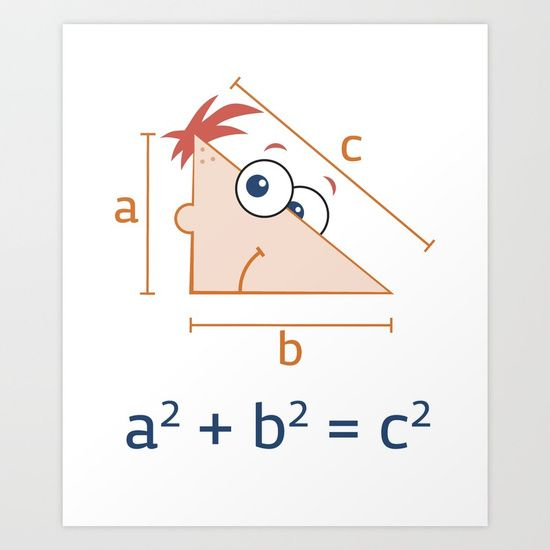 c
a
b
a² + b² = c²